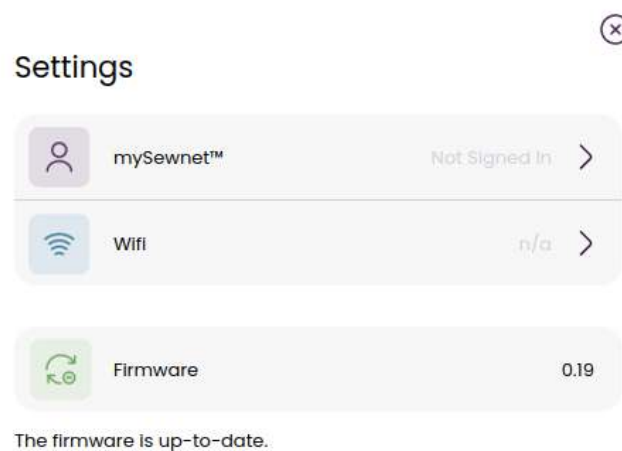 Settings
mySewnet™ Not Signed In
Wifi n/a
Firmware 0.19
The firmware is up-to-date.